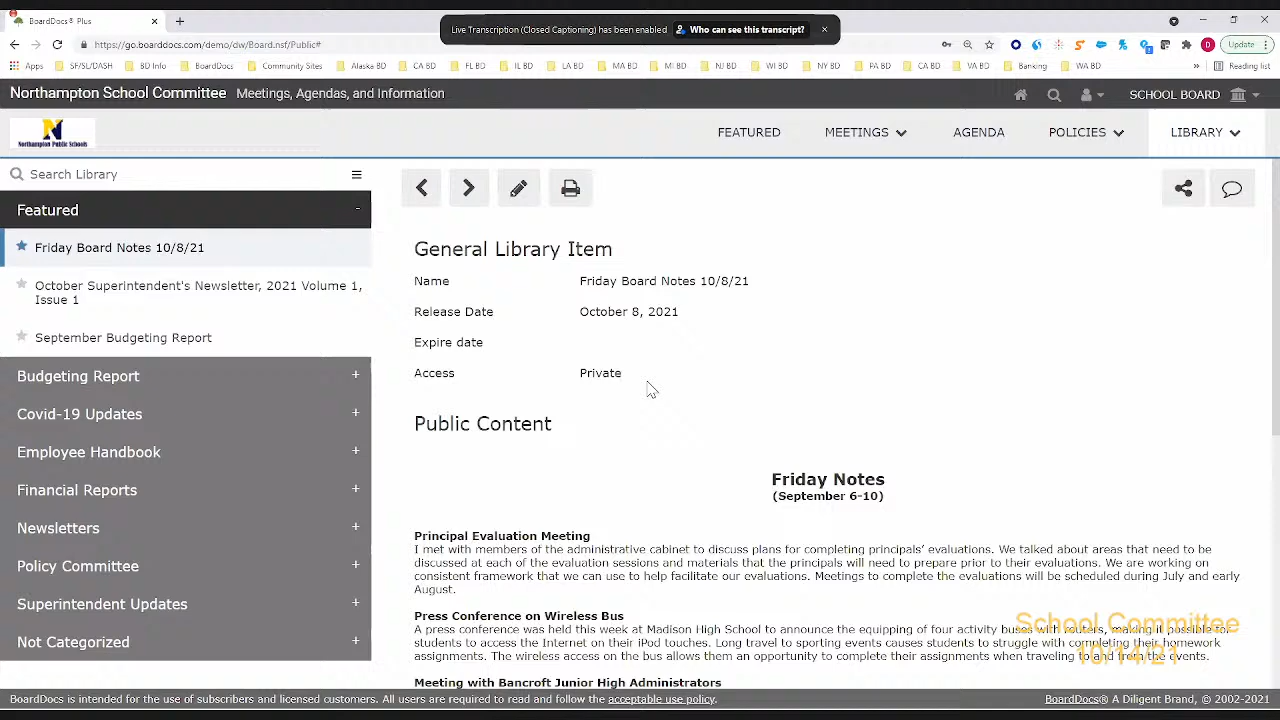 BoardDocs® Plus
Live Transcription (Closed Captioning) has been enabled
Who can see this transcript?
https://go.boarddocs.com/demo/dw/Board.nsf/Public#
Update
Apps SF/SL/DASH BD Info BoardDocs Community Sites Alaska BD CA BD FL BD IL BD LA BD MA BD MI BD NJ BD WI BD NY BD PA BD CA BD VA BD Banking WA BD » Reading list
Northampton School Committee Meetings, Agendas, and Information
SCHOOL BOARD
N
Northampton Public Schools
FEATURED MEETINGS AGENDA POLICIES LIBRARY
Search Library
Featured -
Friday Board Notes 10/8/21
October Superintendent's Newsletter, 2021 Volume 1,
Issue 1
September Budgeting Report
Budgeting Report +
Covid-19 Updates +
Employee Handbook +
Financial Reports +
Newsletters +
Policy Committee +
Superintendent Updates +
Not Categorized +
General Library Item
Name Friday Board Notes 10/8/21
Release Date October 8, 2021
Expire date
Access Private
Public Content
Friday Notes
(September 6-10)
Principal Evaluation Meeting
I met with members of the administrative cabinet to discuss plans for completing principals' evaluations. We talked about areas that need to be
discussed at each of the evaluation sessions and materials that the principals will need to prepare prior to their evaluations. We are working on
consistent framework that we can use to help facilitate our evaluations. Meetings to complete the evaluations will be scheduled during July and early
August.
Press Conference on Wireless Bus
A press conference was held this week at Madison High School to announce the equipping of four activity buses with routers, making it possible for
students to access the Internet on their iPod touches. Long travel to sporting events causes students to struggle with completing their homework
assignments. The wireless access on the bus allows them an opportunity to complete their assignments when traveling to and from the events.
Meeting with Bancroft Junior High Administrators
School Committee
10/14/21
BoardDocs is intended for the use of subscribers and licensed customers. All users are required to read and follow the acceptable use policy.
BoardDocs® A Diligent Brand, © 2002-2021